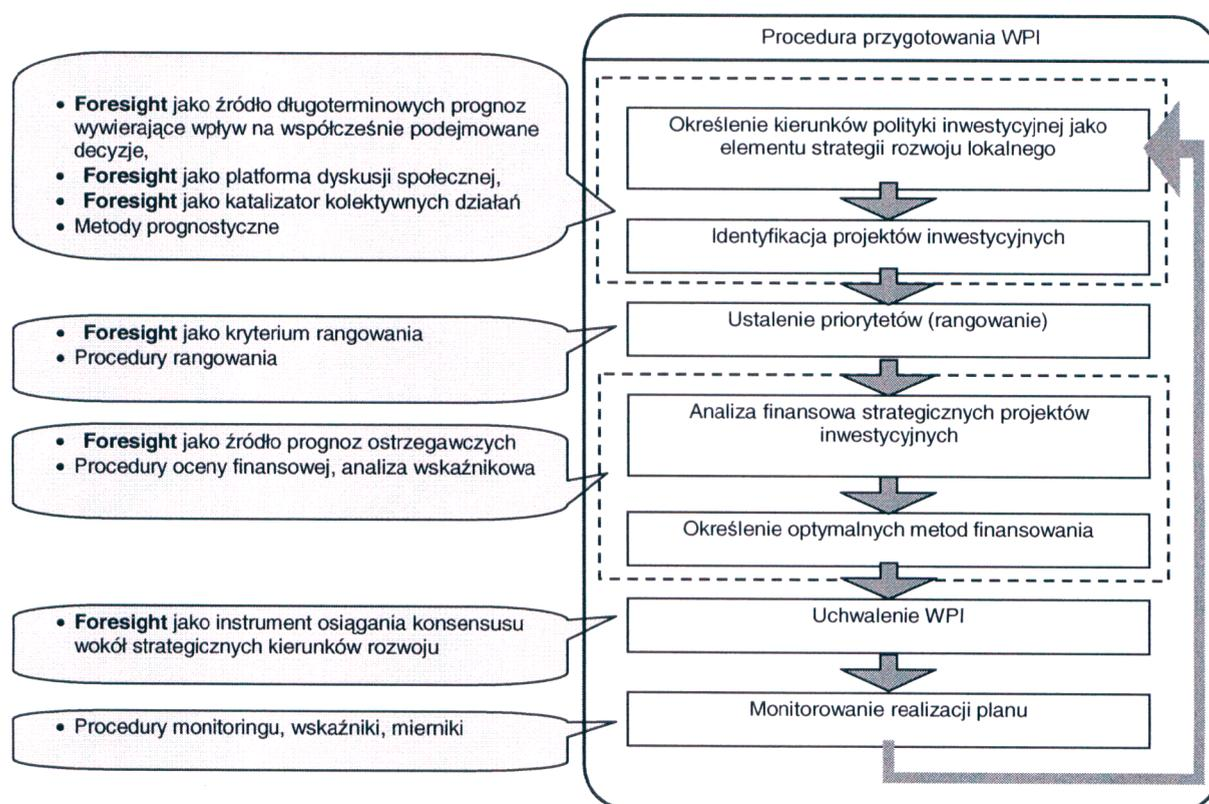 Procedura przygotowania WPI
• Foresight jako źródło długoterminowych prognoz
wywierające wpływ na współcześnie podejmowane
decyzje,
• Foresight jako platforma dyskusji społecznej,
• Foresight jako katalizator kolektywnych działań
• Metody prognostyczne
Określenie kierunków polityki inwestycyjnej jako
elementu strategii rozwoju lokalnego
Identyfikacja projektów inwestycyjnych
• Foresight jako kryterium rangowania
• Procedury rangowania
Ustalenie priorytetów (rangowanie)
• Foresight jako źródło prognoz ostrzegawczych
• Procedury oceny finansowej, analiza wskaźnikowa
Analiza finansowa strategicznych projektów
inwestycyjnych
Określenie optymalnych metod finansowania
• Foresight jako instrument osiągania konsensusu
wokół strategicznych kierunków rozwoju
Uchwalenie WPI
• Procedury monitoringu, wskaźniki, mierniki
Monitorowanie realizacji planu